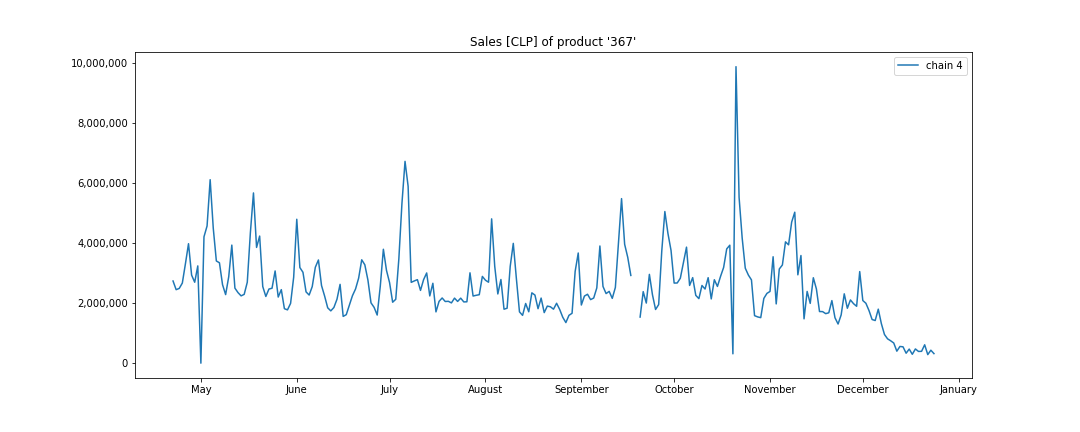 Sales [CLP] of product '367'
chain 4
10,000,000
8,000,000
6,000,000
4,000,000
2,000,000
0
May June July August September October November December January